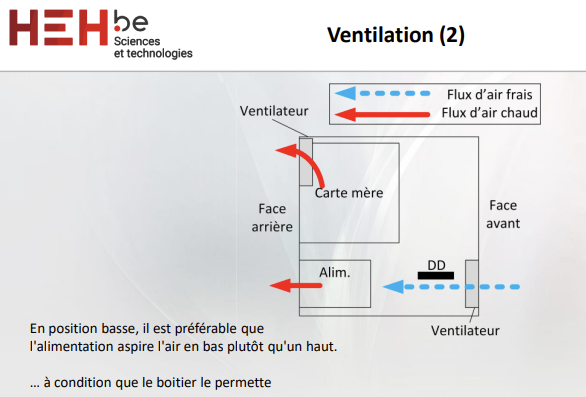 HEH.be
Sciences
et technologies
Ventilation (2)
Flux d'air frais
Flux d'air chaud
Ventilateur
Carte mère
Face
arrière
Face
avant
Alim.
DD
Ventilateur
En position basse, il est préférable que
l'alimentation aspire l'air en bas plutôt qu'un haut.
... à condition que le boitier le permette